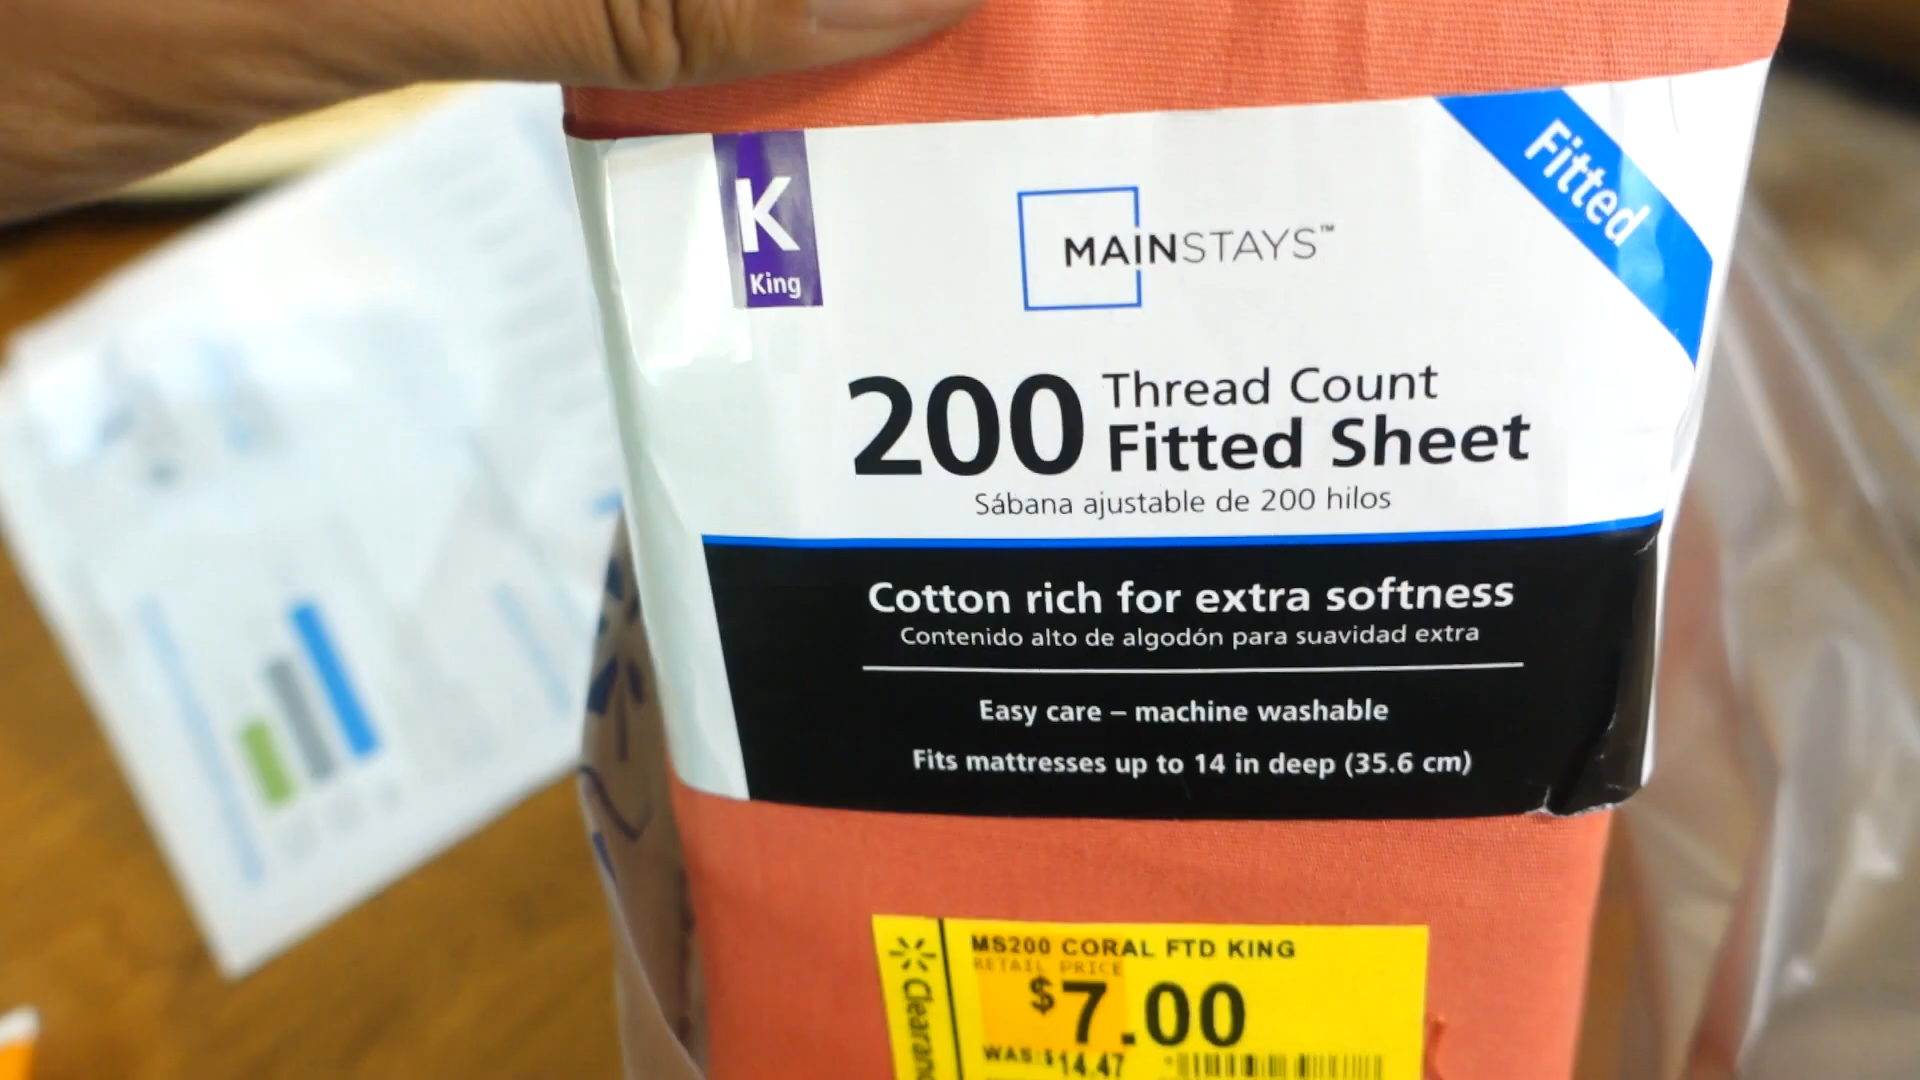 K
King
MAINSTAYS™
Fitted
200 Thread Count
Fitted Sheet
Sábana ajustable de 200 hilos
Cotton rich for extra softness
Contenido alto de algodón para suavidad extra
Easy care – machine washable
Fits mattresses up to 14 in deep (35.6 cm)
MS200 CORAL FTD KING
RETAIL PRICE
$7.00
WAS:$14.47